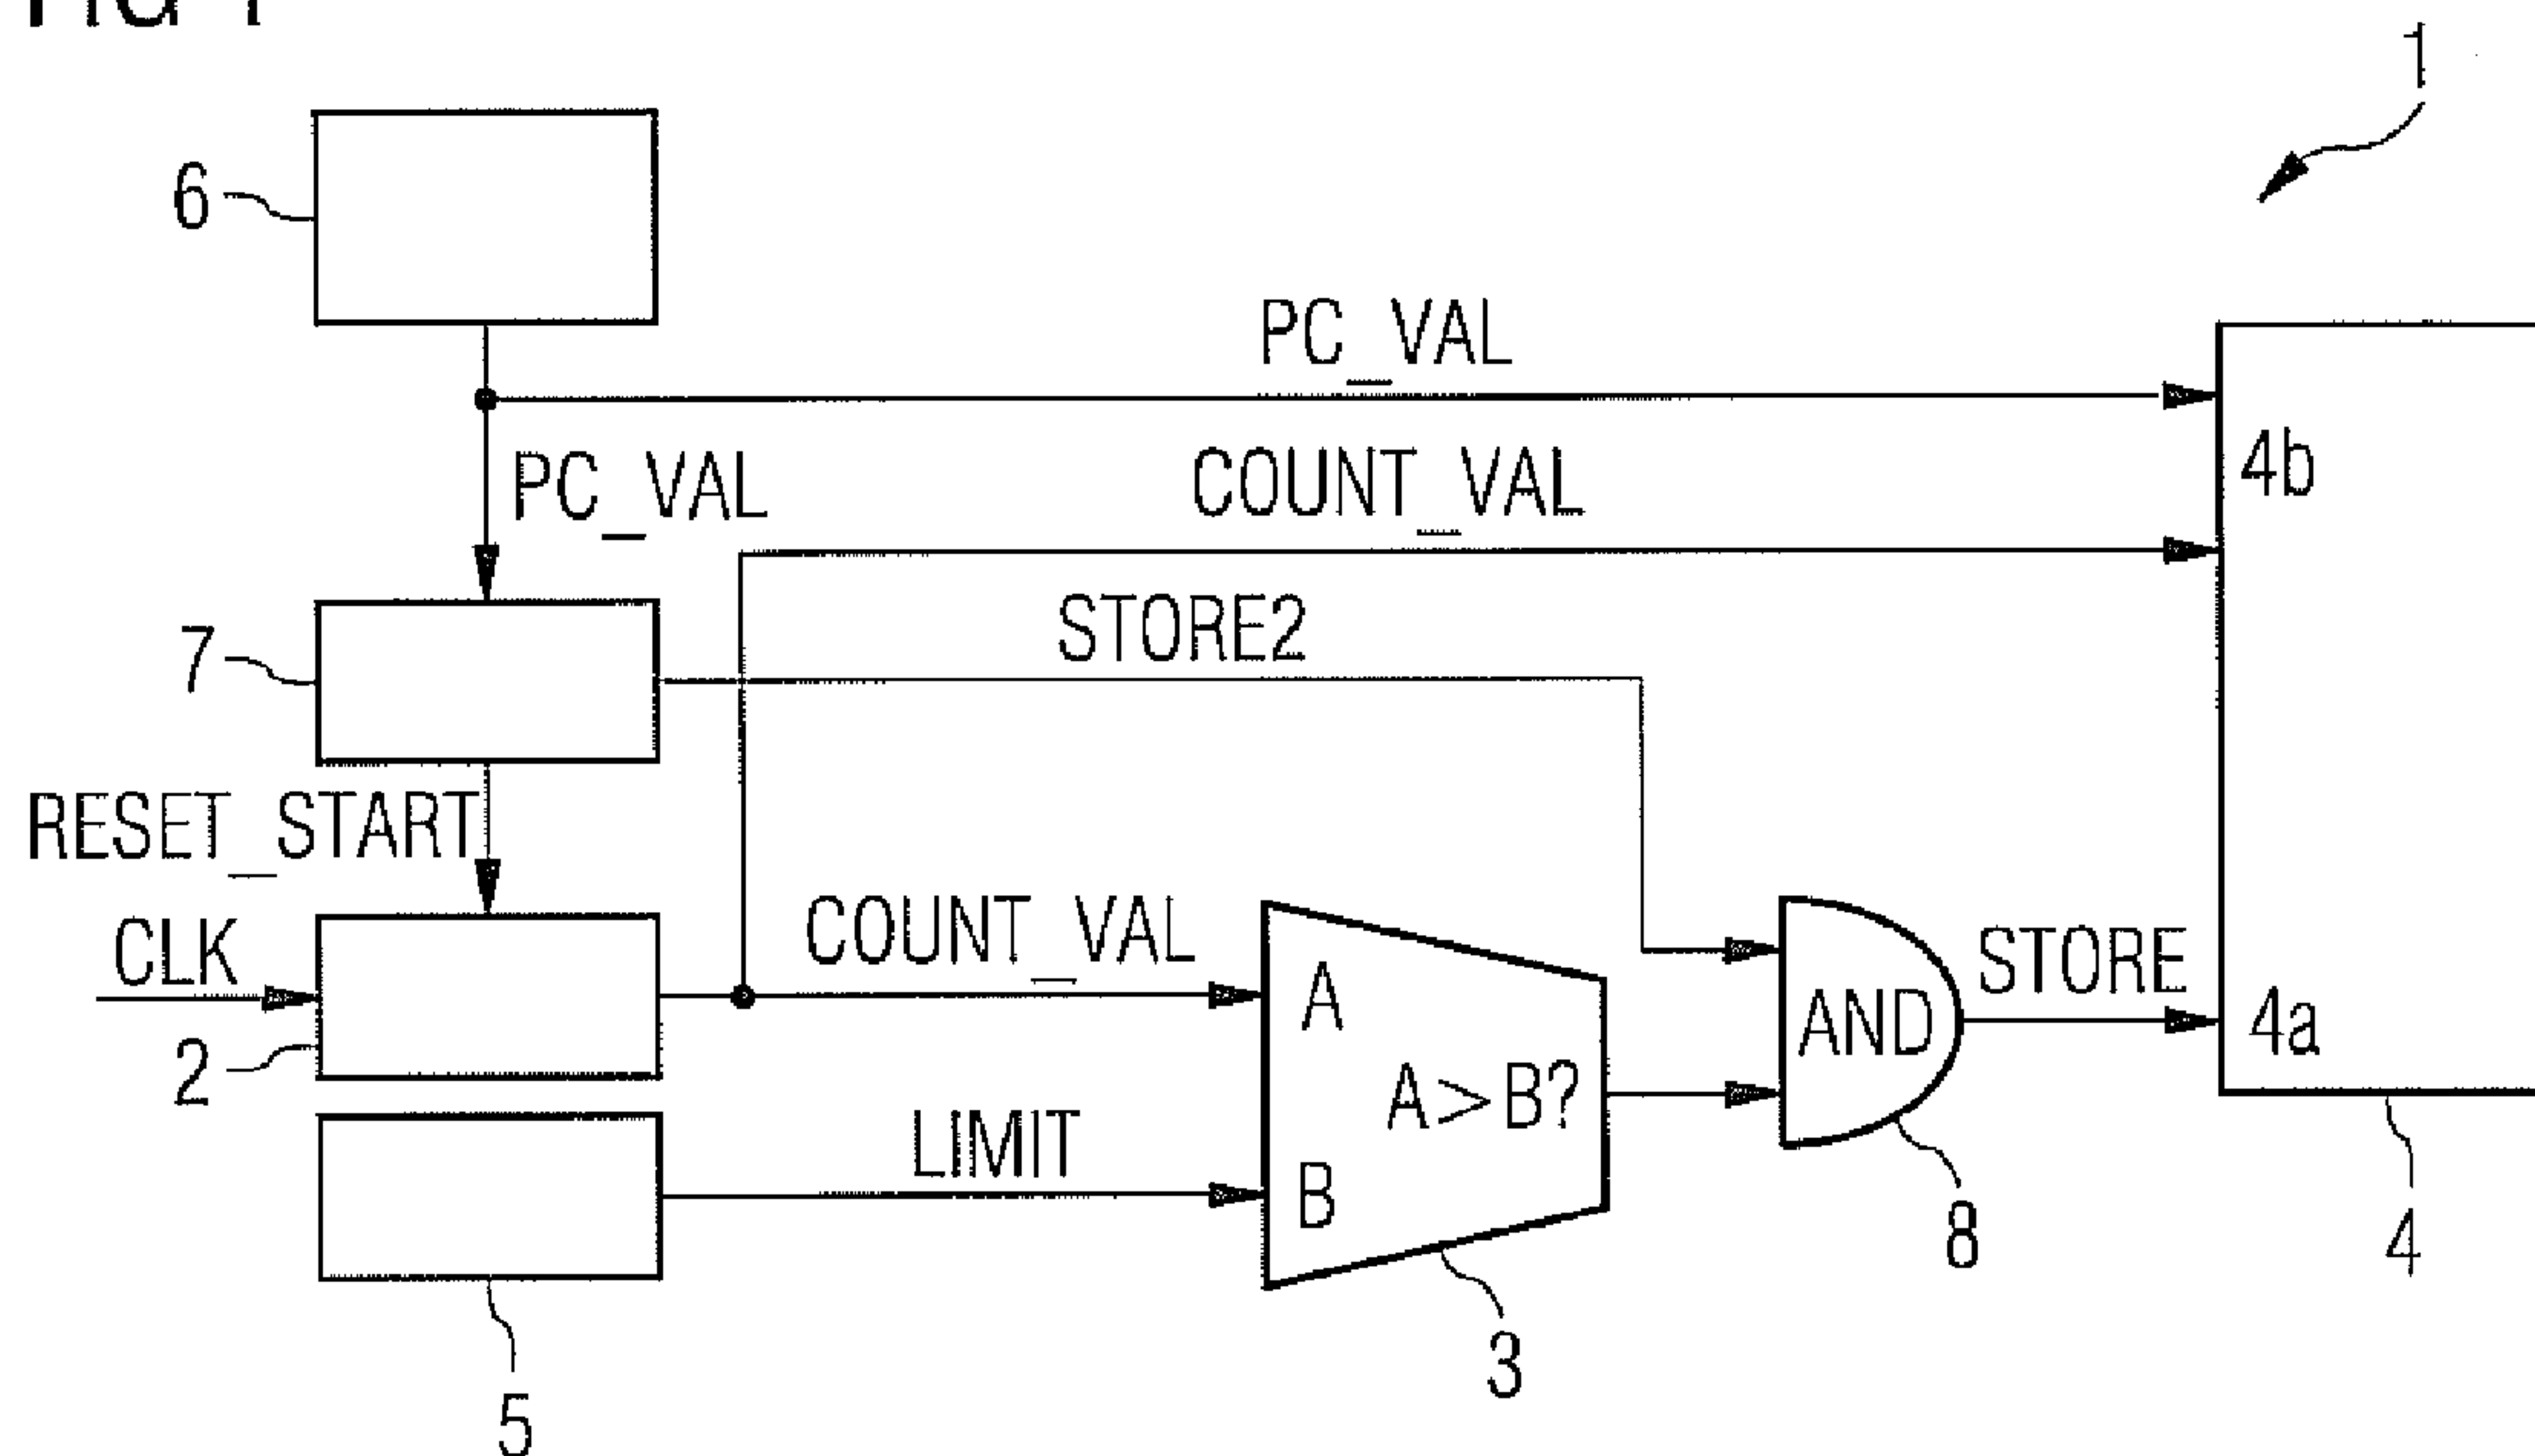 1
6
PC_VAL
4b
PC_VAL
COUNT_VAL
7
STORE2
RESET_START
CLK
COUNT_VAL
STORE
A
AND
4a
2
A>B?
LIMIT
B
8
4
3
5